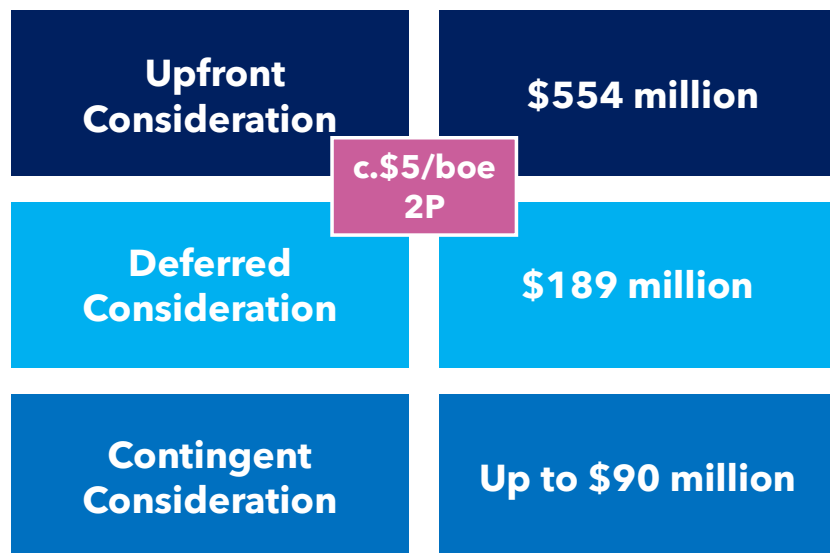 Upfront
Consideration
$554 million
c.$5/boe
2P
Deferred
Consideration
$189 million
Contingent
Consideration
Up to $90 million